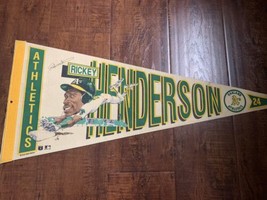 ATHLETICS
RICKEY
HENDERSON
24